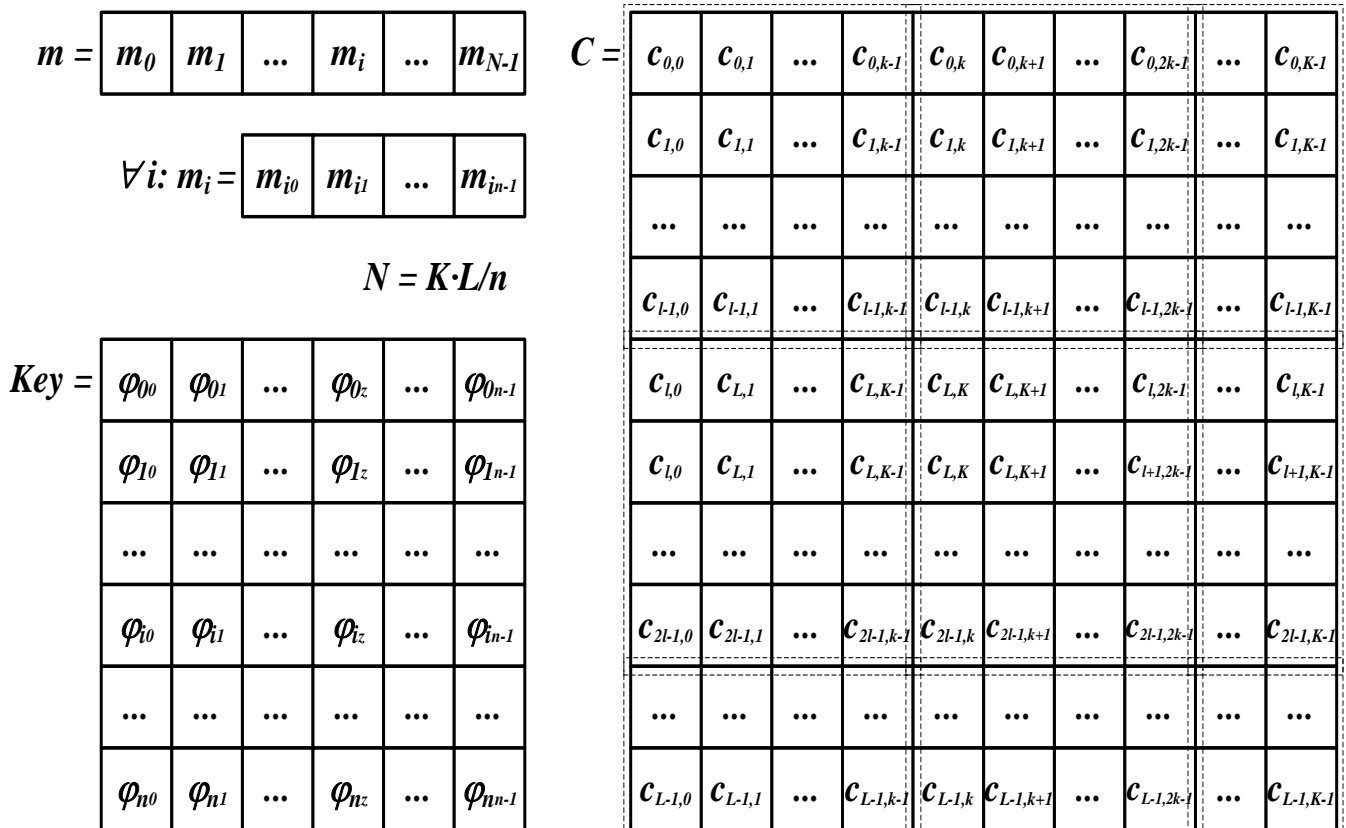 m = m0 m1 ... mi ... mN-1
∀i: mi = mi0 mi1 ... min-1
N = K·L/n
Key = φ00 φ01 ... φ0z ... φ0n-1
φ10 φ11 ... φ1z ... φ1n-1
... ... ... ... ... ...
φi0 φi1 ... φiz ... φin-1
... ... ... ... ... ...
φn0 φn1 ... φnz ... φnn-1
C = c0,0 c0,1 ... c0,k-1 c0,k c0,k+1 ... c0,2k-1 ... c0,K-1
c1,0 c1,1 ... c1,k-1 c1,k c1,k+1 ... c1,2k-1 ... c1,K-1
... ... ... ... ... ... ... ... ... ...
cl-1,0 cl-1,1 ... cl-1,k-1 cl-1,k cl-1,k+1 ... cl-1,2k-1 ... cl-1,K-1
cl,0 cL,1 ... cL,K-1 cL,K cL,K+1 ... cl,2k-1 ... cl,K-1
cl,0 cL,1 ... cL,K-1 cL,K cL,K+1 ... cl+1,2k-1 ... cl+1,K-1
... ... ... ... ... ... ... ... ... ...
c2l-1,0 c2l-1,1 ... c2l-1,k-1 c2l-1,k c2l-1,k+1 ... c2l-1,2k-1 ... c2l-1,K-1
... ... ... ... ... ... ... ... ... ...
cL-1,0 cL-1,1 ... cL-1,k-1 cL-1,k cL-1,k+1 ... cL-1,2k-1 ... cL-1,K-1